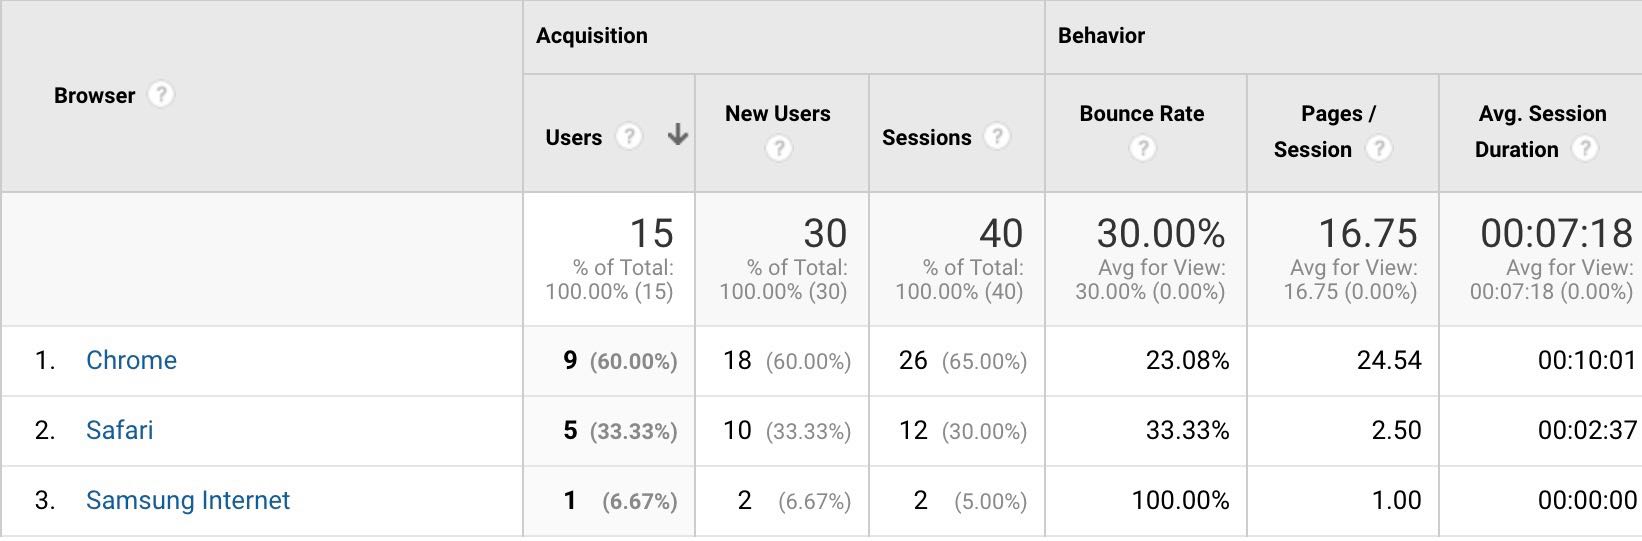 Acquisition Behavior
Browser ?
Users ? New Users ? Sessions ? Bounce Rate ? Pages / Session ? Avg. Session Duration ?
15 30 40 30.00% 16.75 00:07:18
% of Total: % of Total: % of Total: Avg for View: Avg for View: Avg for View:
100.00% (15) 100.00% (30) 100.00% (40) 30.00% (0.00%) 16.75 (0.00%) 00:07:18 (0.00%)
1. Chrome 9 (60.00%) 18 (60.00%) 26 (65.00%) 23.08% 24.54 00:10:01
2. Safari 5 (33.33%) 10 (33.33%) 12 (30.00%) 33.33% 2.50 00:02:37
3. Samsung Internet 1 (6.67%) 2 (6.67%) 2 (5.00%) 100.00% 1.00 00:00:00